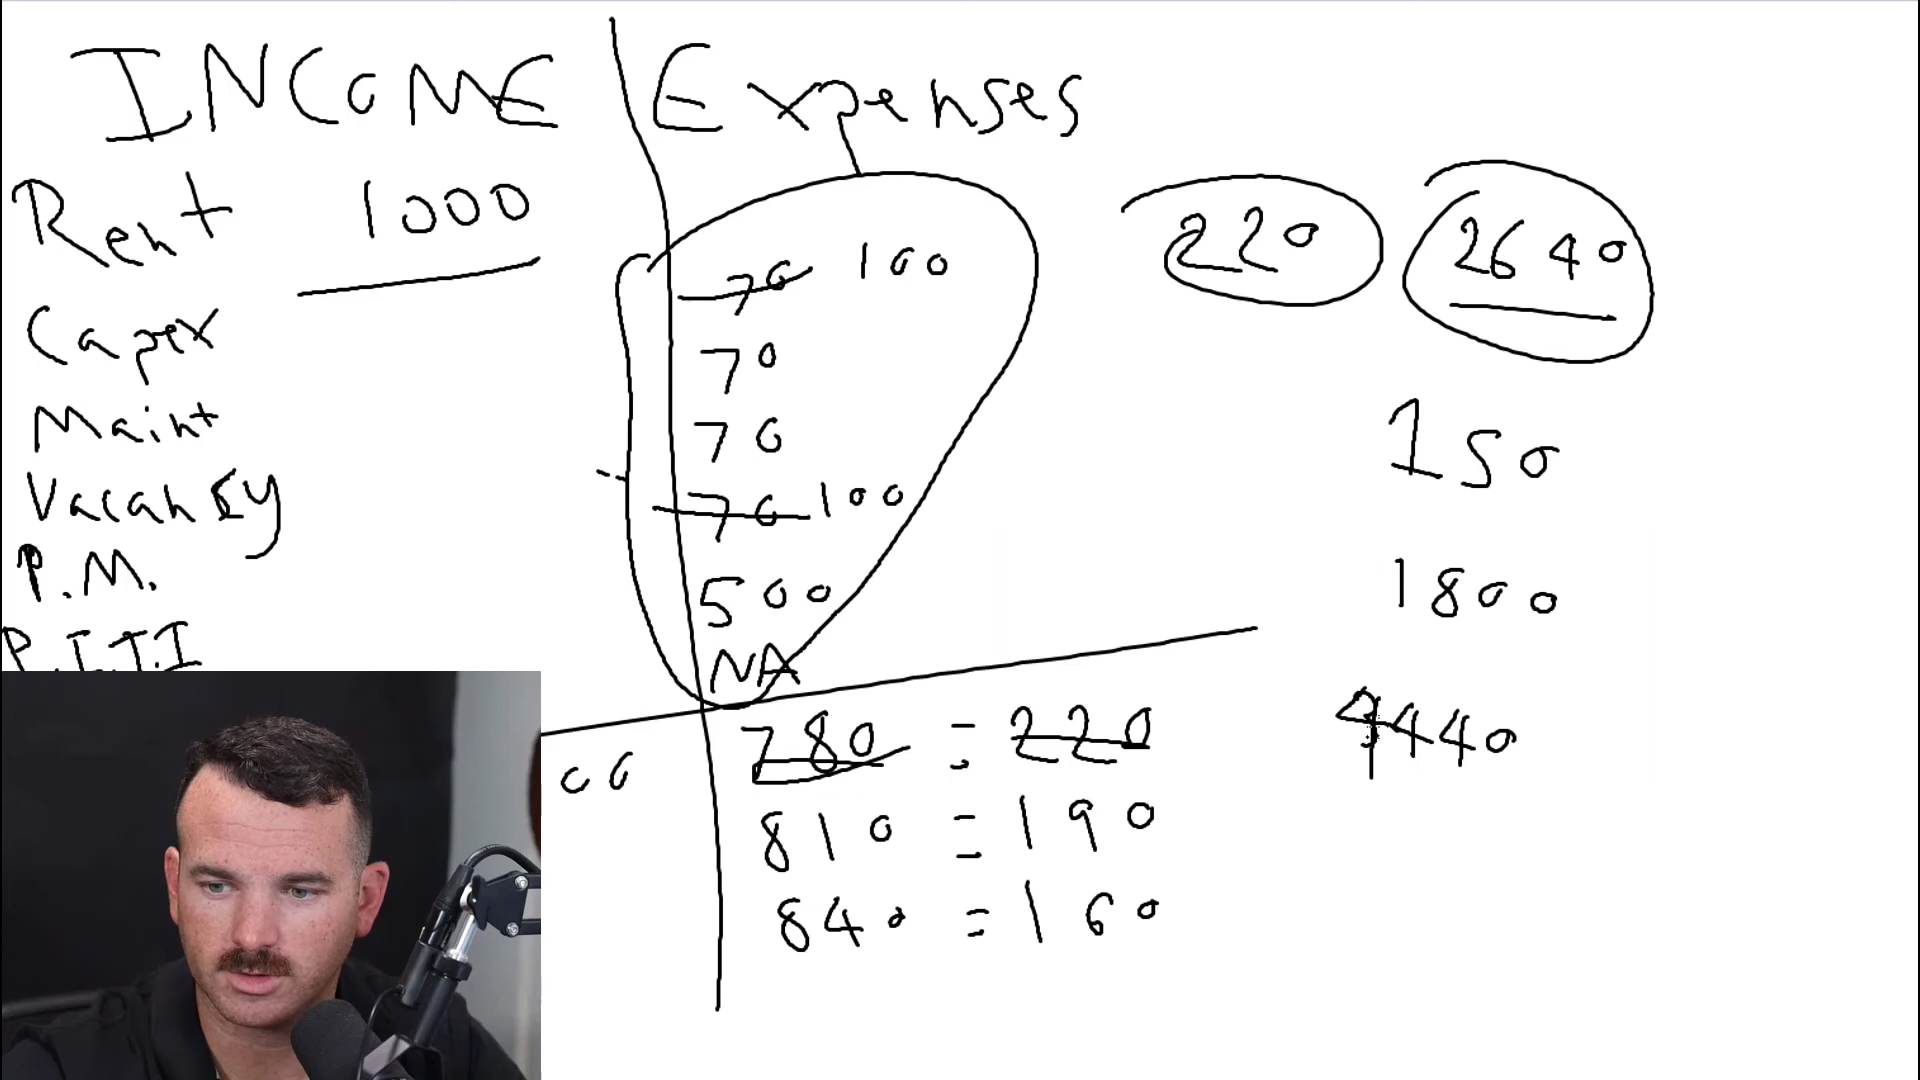 INCOME Expenses
Rent 1000
70 100
220 2640
Capex
70
Maint
70
150
Vacancy
70 100
P.M.
500
1800
P.I.T.I
NA
780 = 220
4440
00
810 = 190
840 = 160